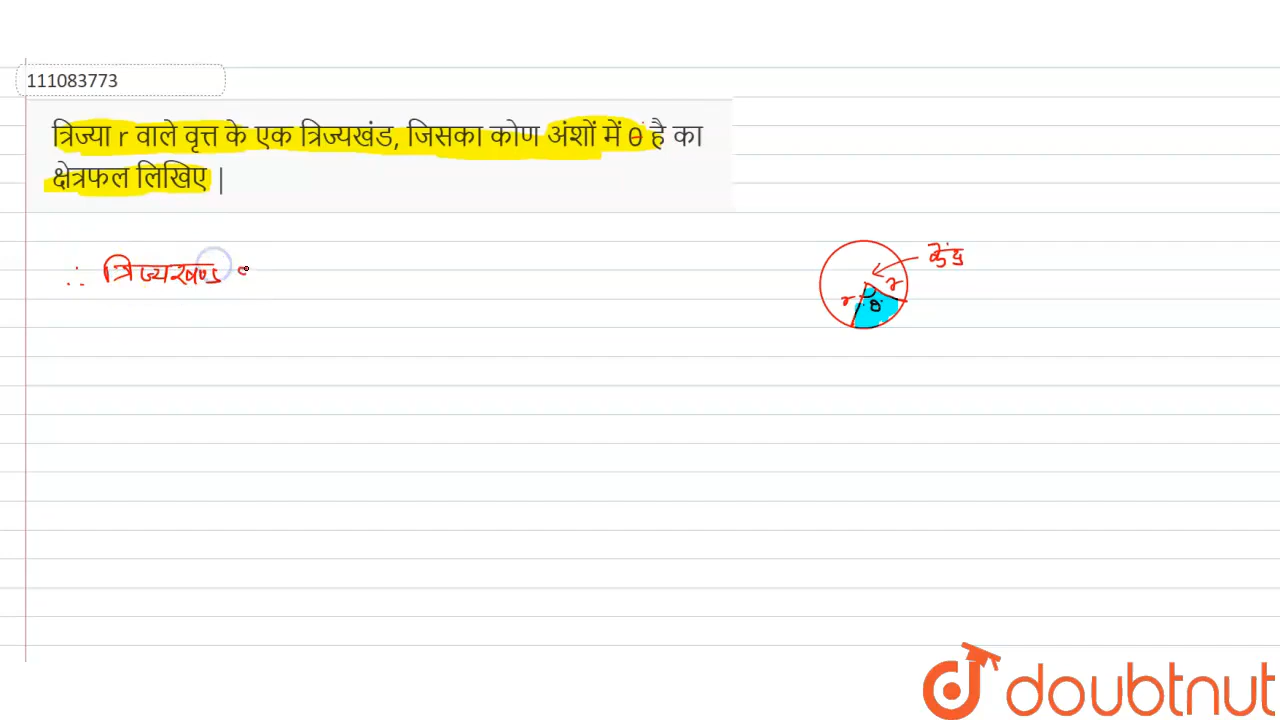 111083773
त्रिज्या r वाले वृत्त के एक त्रिज्यखंड, जिसका कोण अंशों में θ है का
क्षेत्रफल लिखिए |
∴ त्रिज्यखण्ड
r
r
θ
doubtnut